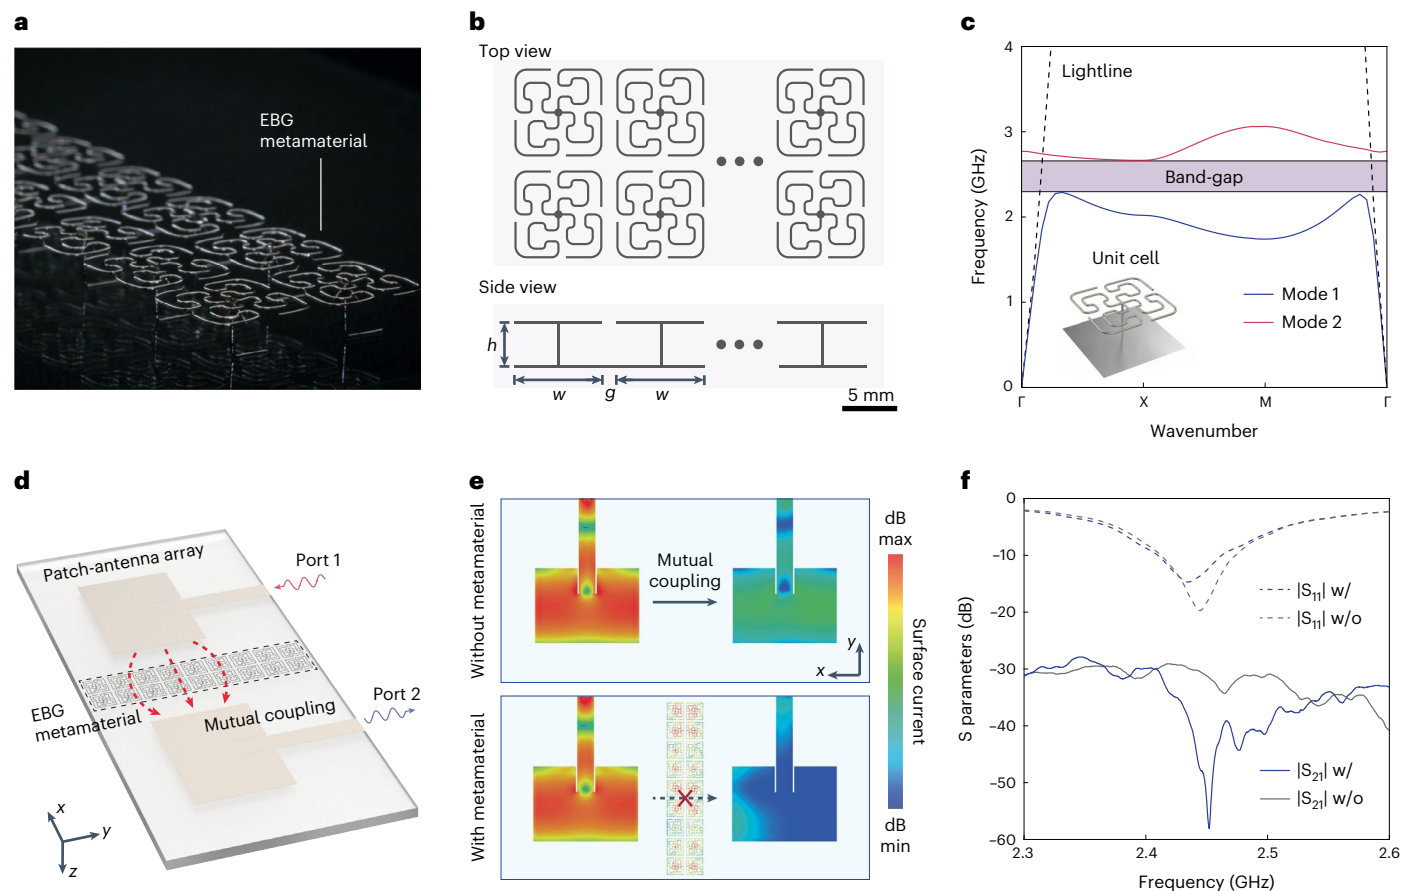 a
EBG
metamaterial
b
Top view
Side view
h
w
g
w
5 mm
c
Frequency (GHz)
4
3
2
1
0
Lightline
Band-gap
Unit cell
Mode 1
Mode 2
Γ
X
M
Γ
Wavenumber
d
Patch-antenna array
Port 1
Port 2
EBG
metamaterial
Mutual coupling
x
y
z
e
Without metamaterial
Mutual
coupling
y
x
With metamaterial
dB
max
Surface current
dB
min
f
S parameters (dB)
0
–10
–20
–30
–40
–50
–60
|S11| w/
|S11| w/o
|S21| w/
|S21| w/o
2.3
2.4
2.5
2.6
Frequency (GHz)